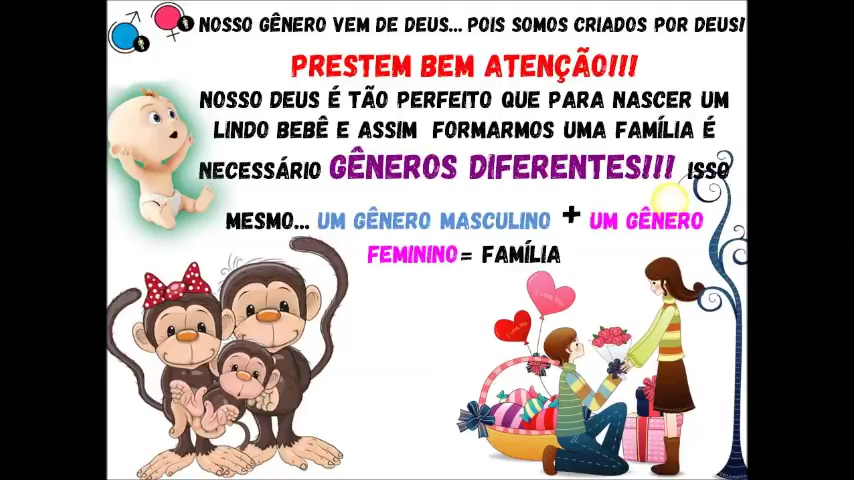 NOSSO GÊNERO VEM DE DEUS... POIS SOMOS CRIADOS POR DEUS!
PRESTEM BEM ATENÇÃO!!!
NOSSO DEUS É TÃO PERFEITO QUE PARA NASCER UM
LINDO BEBÊ E ASSIM FORMARMOS UMA FAMÍLIA É
NECESSÁRIO GÊNEROS DIFERENTES!!! ISSO
MESMO... UM GÊNERO MASCULINO + UM GÊNERO
FEMININO = FAMÍLIA